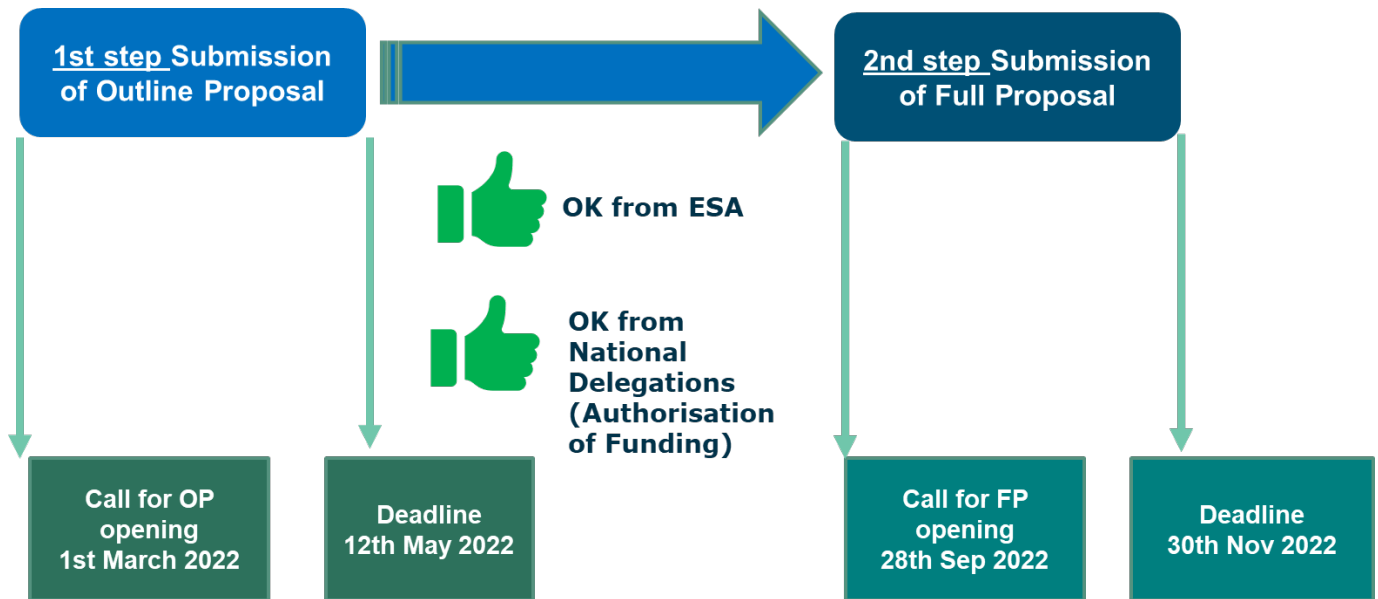 1st step Submission
of Outline Proposal
2nd step Submission
of Full Proposal
OK from ESA
OK from
National
Delegations
(Authorisation
of Funding)
Call for OP
opening
1st March 2022
Deadline
12th May 2022
Call for FP
opening
28th Sep 2022
Deadline
30th Nov 2022